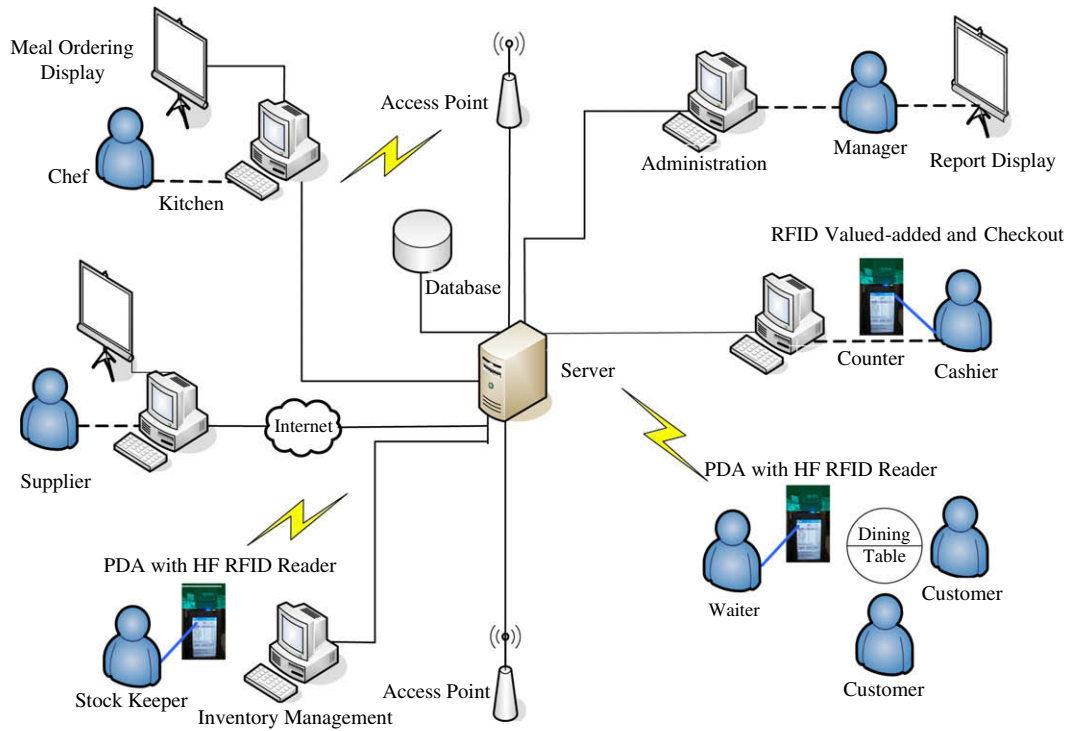 Meal Ordering
Display
Access Point
Chef
Kitchen
Administration
Manager
Report Display
RFID Valued-added and Checkout
Database
Server
Counter
Cashier
Internet
Supplier
PDA with HF RFID Reader
Dining
Table
Waiter
Customer
Customer
PDA with HF RFID Reader
Stock Keeper
Inventory Management
Access Point